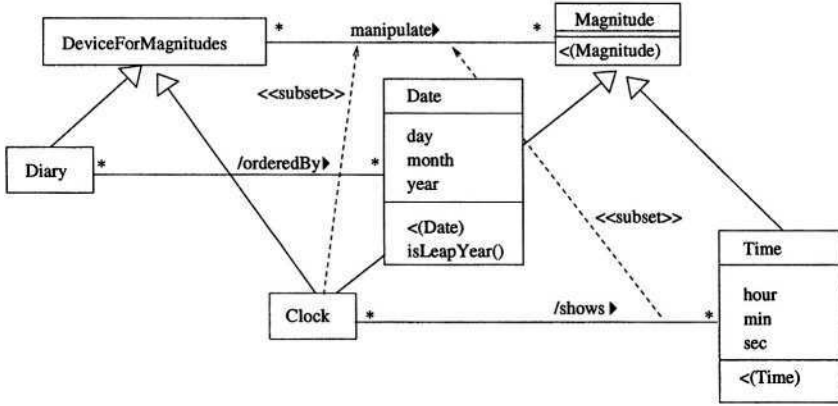 Magnitude
* manipulate *
DeviceForMagnitudes
<(Magnitude)
<<subset>>
Date
day
month
year
/orderedBy
Diary
*
*
<<subset>>
<(Date)
isLeapYear()
Time
Clock
*
/shows
*
hour
min
sec
<(Time)